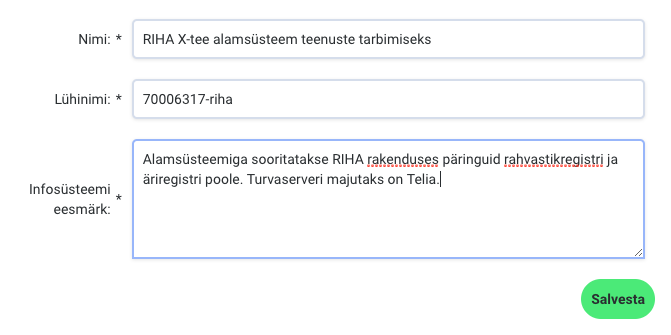 Nimi: * RIHA X-tee alamsüsteem teenuste tarbimiseks
Lühinimi: * 70006317-riha
Infosüsteemi eesmärk: *
Alamsüsteemiga sooritatakse RIHA rakenduses päringuid rahvastikregistri ja
äriregistri poole. Turvaserveri majutaks on Telia.
Salvesta